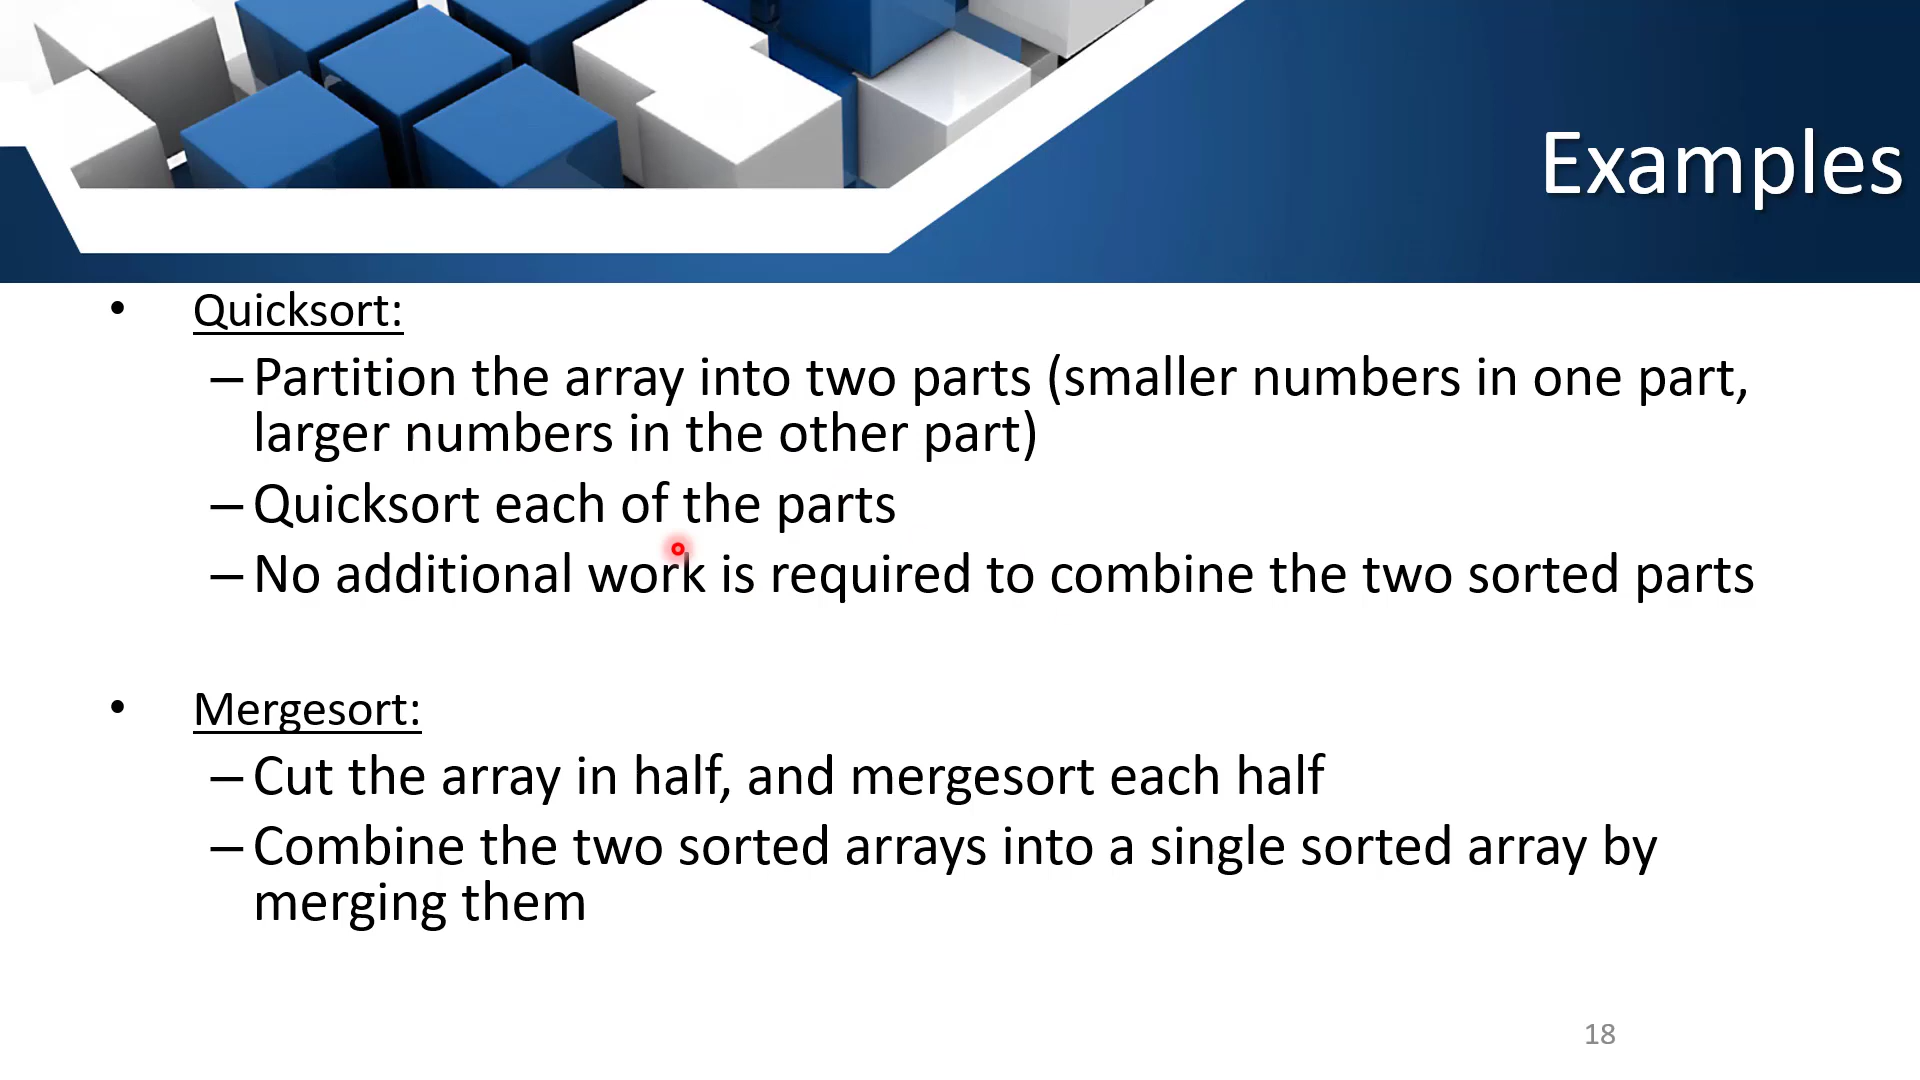 Examples
• Quicksort:
– Partition the array into two parts (smaller numbers in one part,
larger numbers in the other part)
– Quicksort each of the parts
– No additional work is required to combine the two sorted parts
• Mergesort:
– Cut the array in half, and mergesort each half
– Combine the two sorted arrays into a single sorted array by
merging them
18